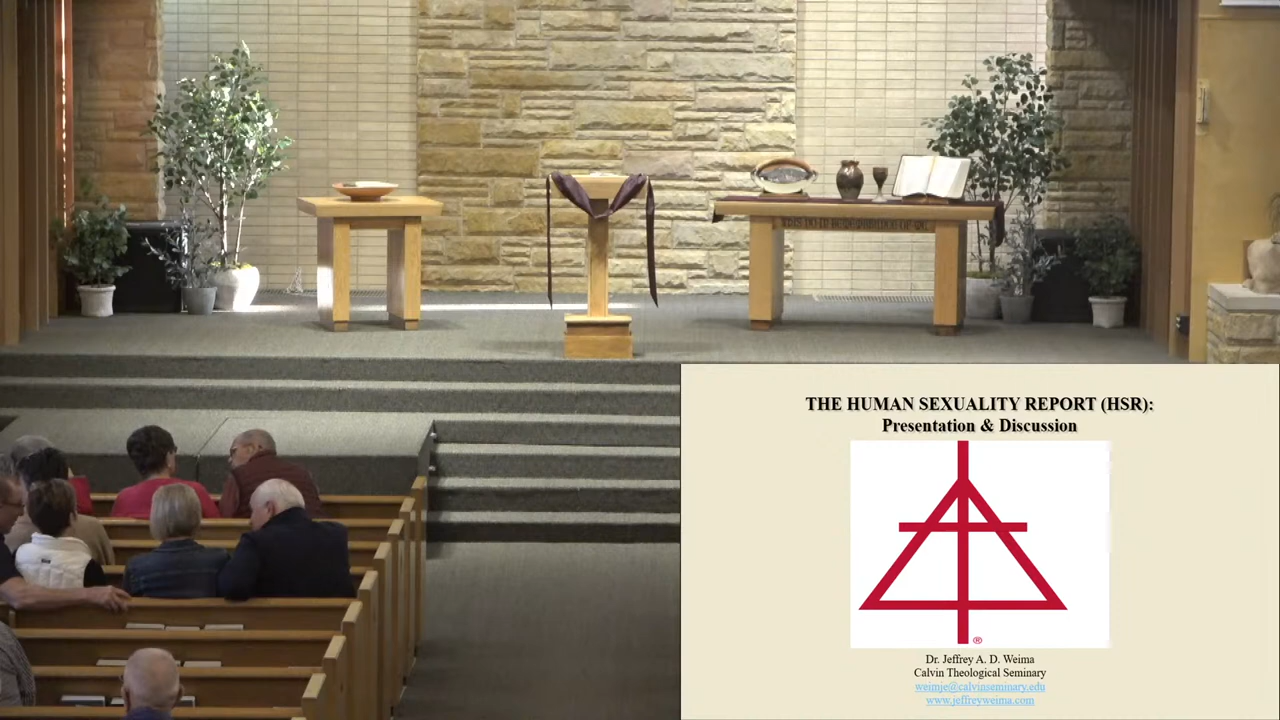 THE HUMAN SEXUALITY REPORT (HSR):
Presentation & Discussion
®
Dr. Jeffrey A. D. Weima
Calvin Theological Seminary
weimje@calvinseminary.edu
www.jeffreyweima.com